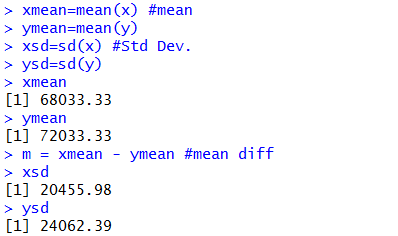 > xmean=mean(x) #mean
> ymean=mean(y)
> xsd=sd(x) #Std Dev.
> ysd=sd(y)
> xmean
[1] 68033.33
> ymean
[1] 72033.33
> m = xmean - ymean #mean diff
> xsd
[1] 20455.98
> ysd
[1] 24062.39